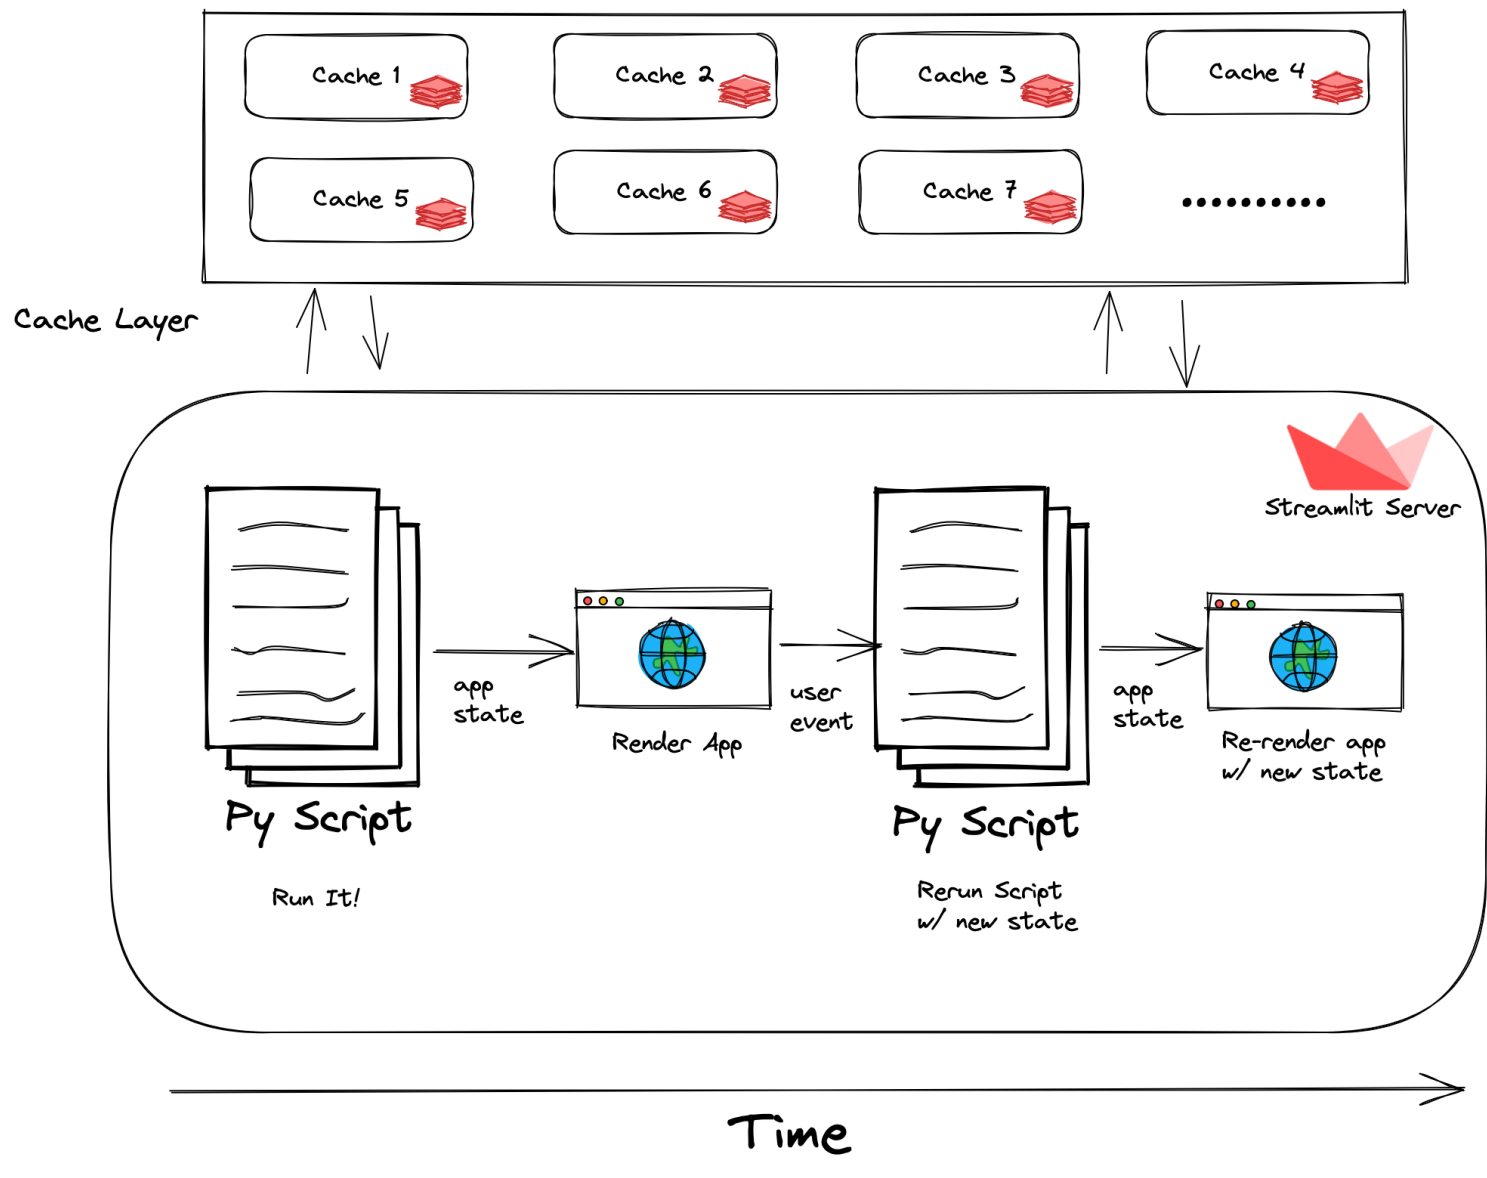 Cache 1
Cache 2
Cache 3
Cache 4
Cache 5
Cache 6
Cache 7
Cache Layer
Streamlit Server
app
state
Render App
user
event
app
state
Re-render app
w/ new state
Py Script
Py Script
Run It!
Rerun Script
w/ new state
Time